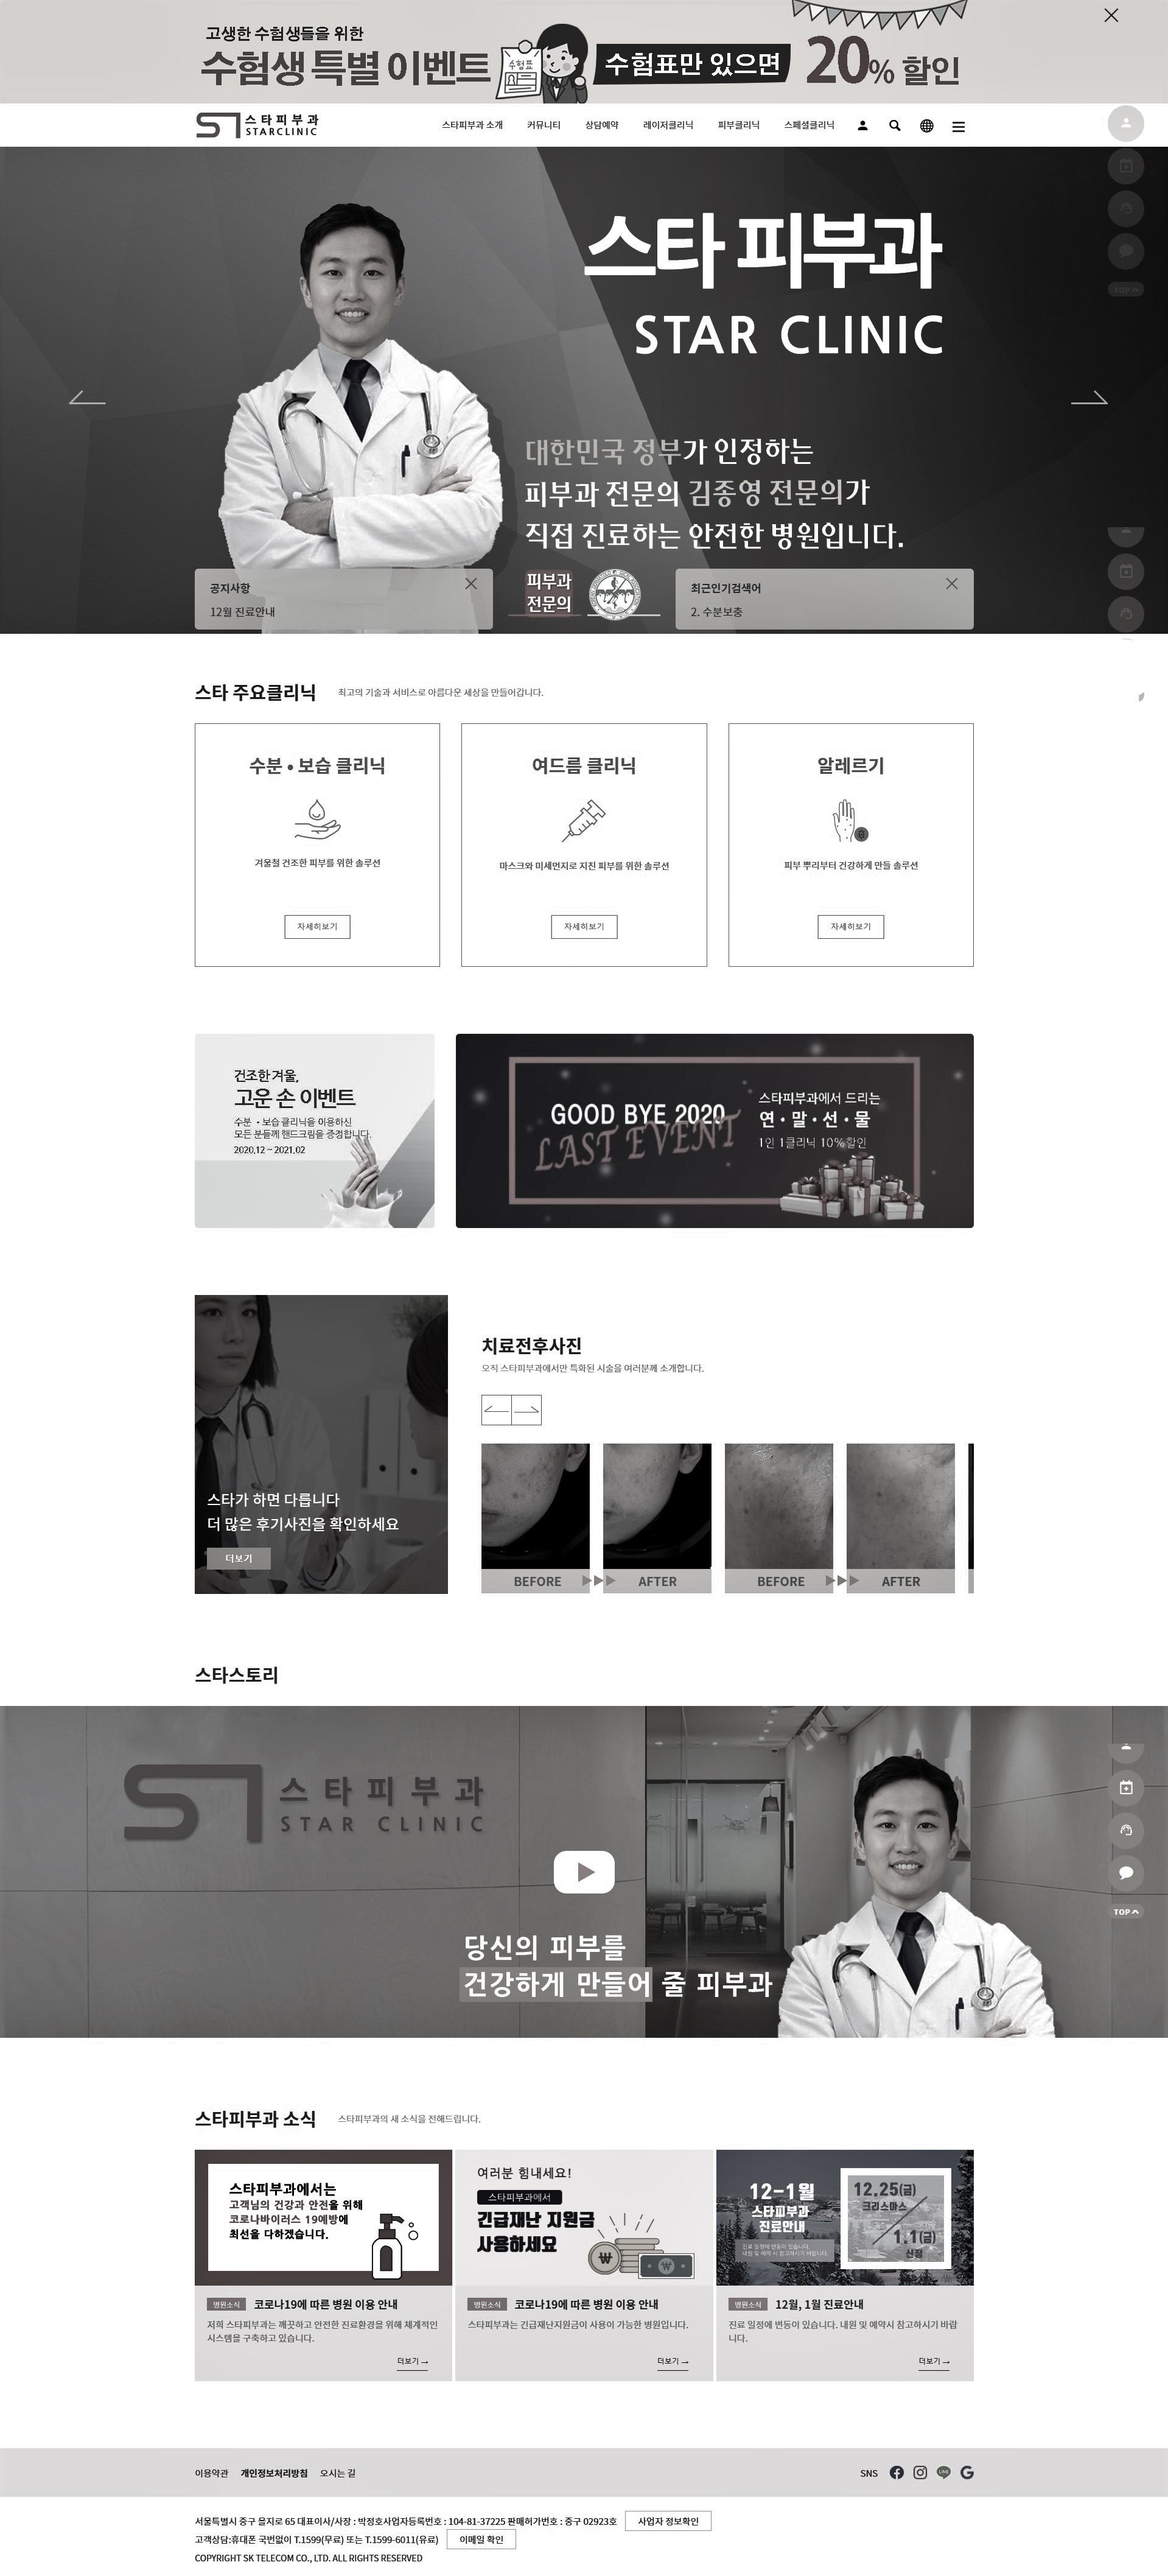 고생한 수험생들을 위한
수험생 특별 이벤트
수험표
수험표만 있으면
20% 할인
스타피부과
STARCLINIC
스타피부과 소개
커뮤니티
상담예약
레이저클리닉
피부클리닉
스페셜클리닉
TOP
스타 피부과
STAR CLINIC
대한민국 정부가 인정하는
피부과 전문의 김종영 전문의가
직접 진료하는 안전한 병원입니다.
공지사항
12월 진료안내
피부과
전문의
최근인기검색어
2. 수분보충
스타 주요클리닉
최고의 기술과 서비스로 아름다운 세상을 만들어갑니다.
수분 • 보습 클리닉
겨울철 건조한 피부를 위한 솔루션
자세히보기
여드름 클리닉
마스크와 미세먼지로 지친 피부를 위한 솔루션
자세히보기
알레르기
피부 뿌리부터 건강하게 만들 솔루션
자세히보기
건조한 겨울,
고운 손 이벤트
수분 • 보습 클리닉을 이용하신
모든 분들께 핸드크림을 증정합니다.
2020.12 ~ 2021.02
GOOD BYE 2020
LAST EVENT
스타피부과에서 드리는
연 · 말 · 선 · 물
1인 1클리닉 10%할인
스타가 하면 다릅니다
더 많은 후기사진을 확인하세요
더보기
치료전후사진
오직 스타피부과에서만 특화된 시술을 여러분께 소개합니다.
BEFORE
AFTER
BEFORE
AFTER
스타스토리
스타피부과
STAR CLINIC
당신의 피부를
건강하게 만들어 줄 피부과
TOP
스타피부과 소식
스타피부과의 새 소식을 전해드립니다.
스타피부과에서는
고객님의 건강과 안전을 위해
코로나바이러스 19예방에
최선을 다하겠습니다.
병원소식
코로나19에 따른 병원 이용 안내
저희 스타피부과는 깨끗하고 안전한 진료환경을 위해 체계적인
시스템을 구축하고 있습니다.
더보기
여러분 힘내세요!
스타피부과에서
긴급재난 지원금
사용하세요
병원소식
코로나19에 따른 병원 이용 안내
스타피부과는 긴급재난지원금이 사용이 가능한 병원입니다.
더보기
12-1월
스타피부과
진료안내
진료 일정에 변동이 있습니다.
내원 및 예약 시 참고하시기 바랍니다.
12.25(금)
크리스마스
1.1(금)
신정
병원소식
12월, 1월 진료안내
진료 일정에 변동이 있습니다. 내원 및 예약시 참고하시기 바랍
니다.
더보기
이용약관
개인정보처리방침
오시는 길
SNS
LINE
서울특별시 중구 을지로 65 대표이사/사장 : 박정호사업자등록번호 : 104-81-37225 판매허가번호 : 중구 02923호
사업자 정보확인
고객상담:휴대폰 국번없이 T.1599(무료) 또는 T.1599-6011(유료)
이메일 확인
COPYRIGHT SK TELECOM CO., LTD. ALL RIGHTS RESERVED